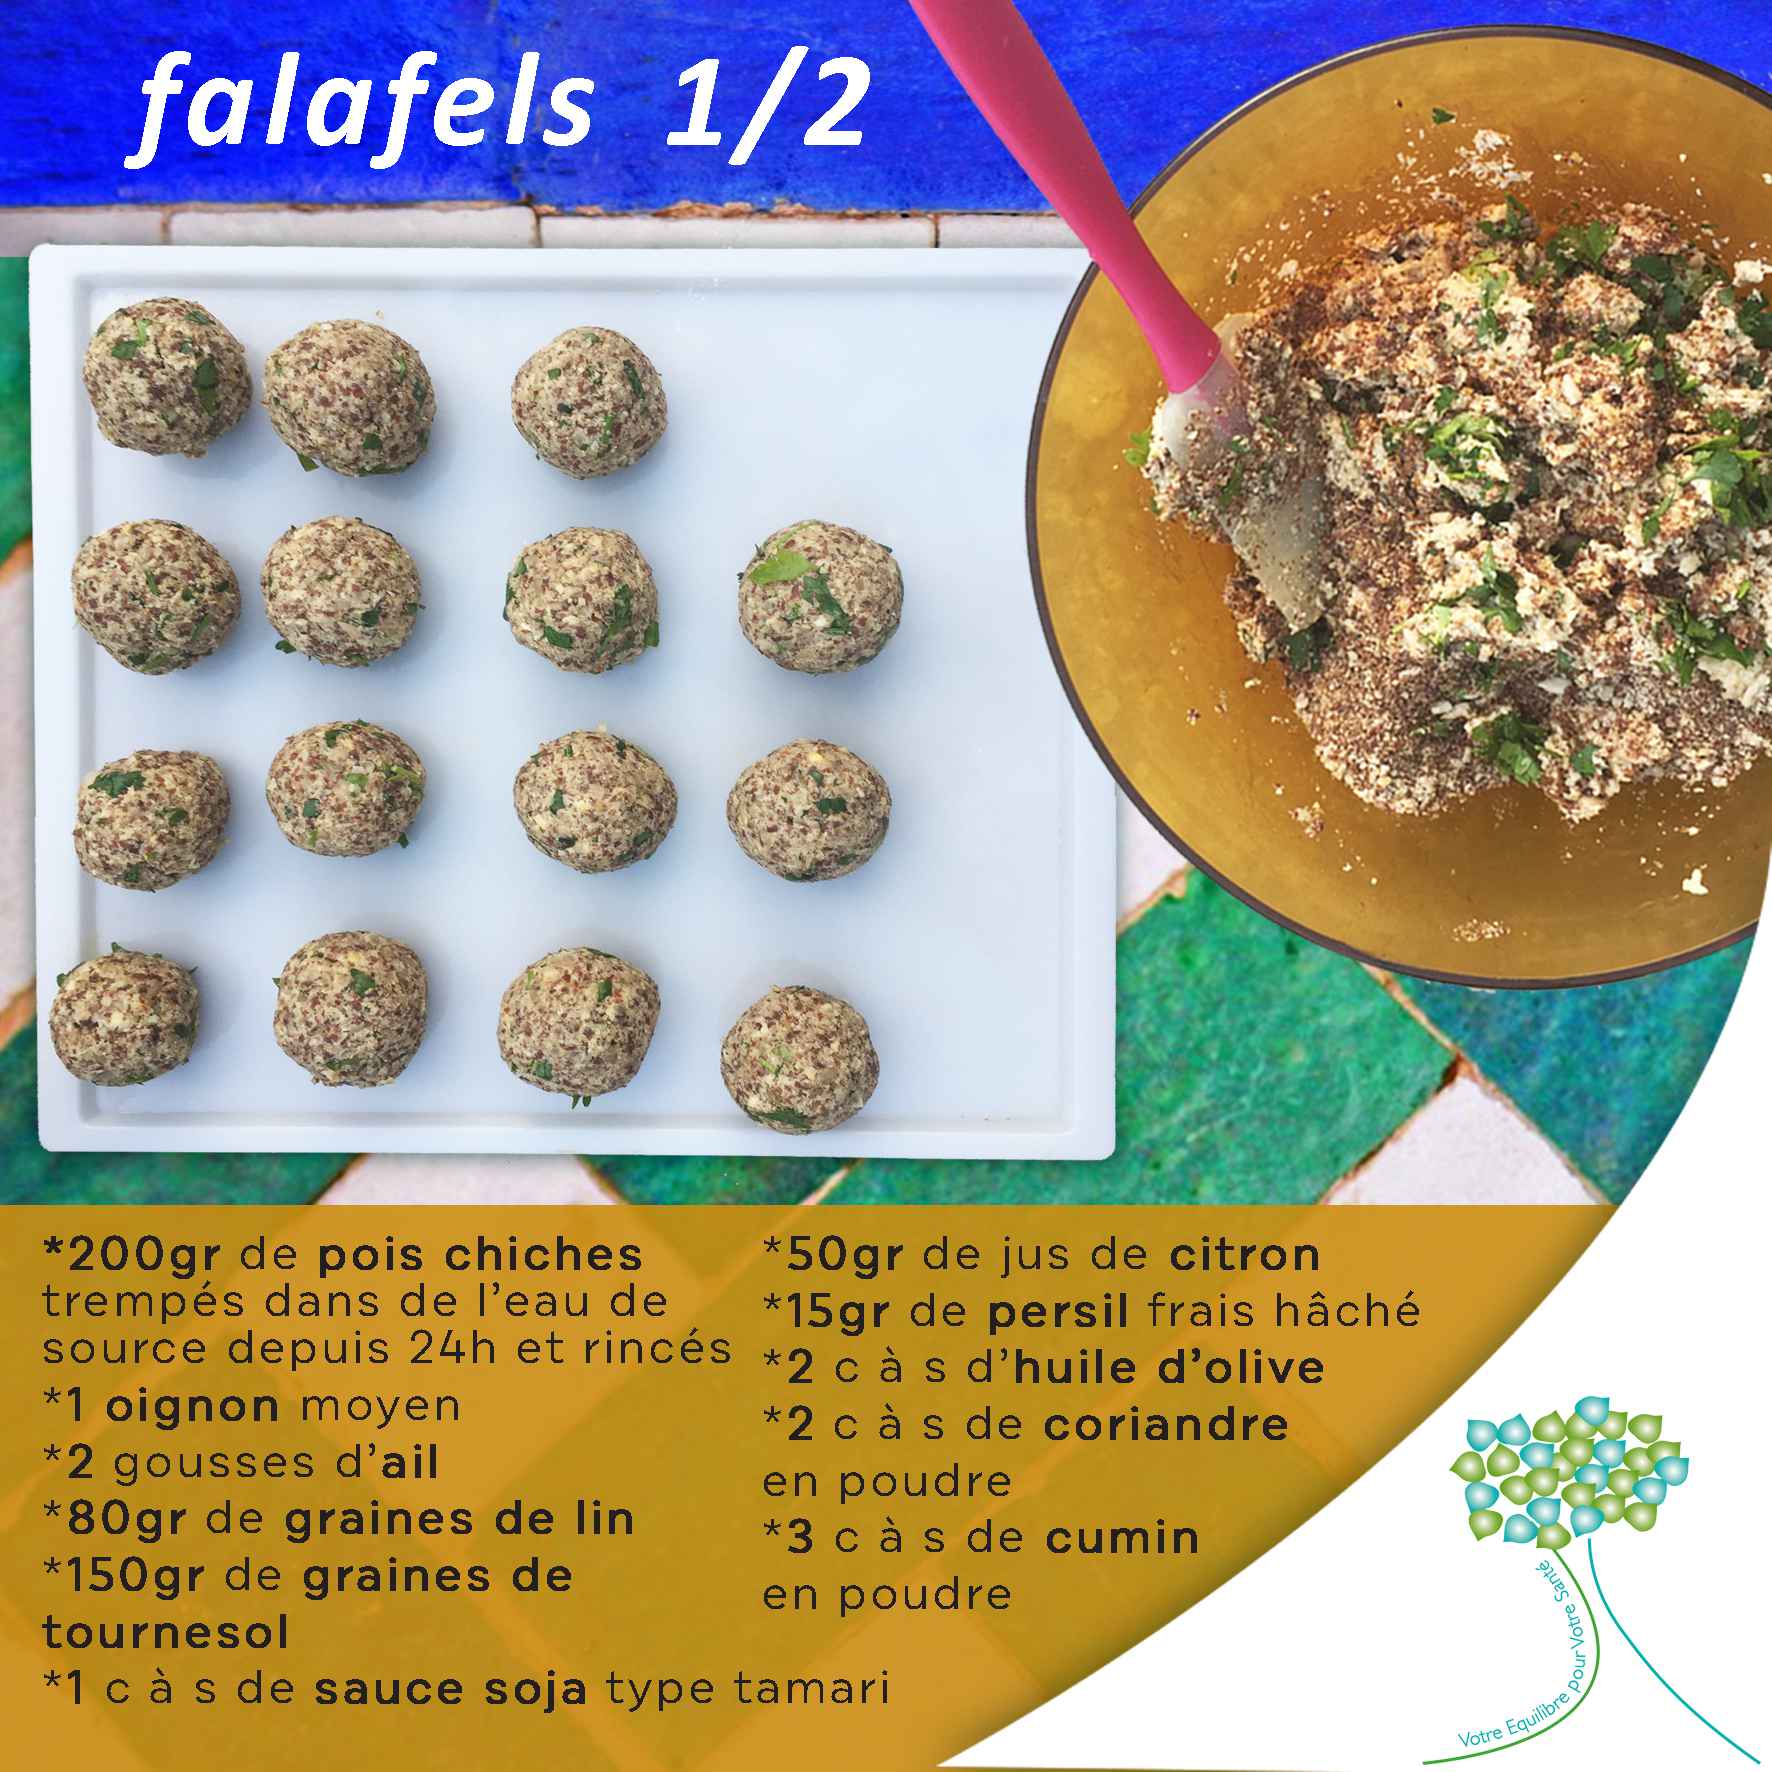 falafels 1/2
*200gr de pois chiches
trempés dans de l'eau de
source depuis 24h et rincés
*1 oignon moyen
*2 gousses d'ail
*80gr de graines de lin
*150gr de graines de
tournesol
*1 c à s de sauce soja type tamari
*50gr de jus de citron
*15gr de persil frais hâché
*2 c à s d'huile d'olive
*2 c à s de coriandre
en poudre
*3 c à s de cumin
en poudre
Votre Equilibre pour Votre Santé